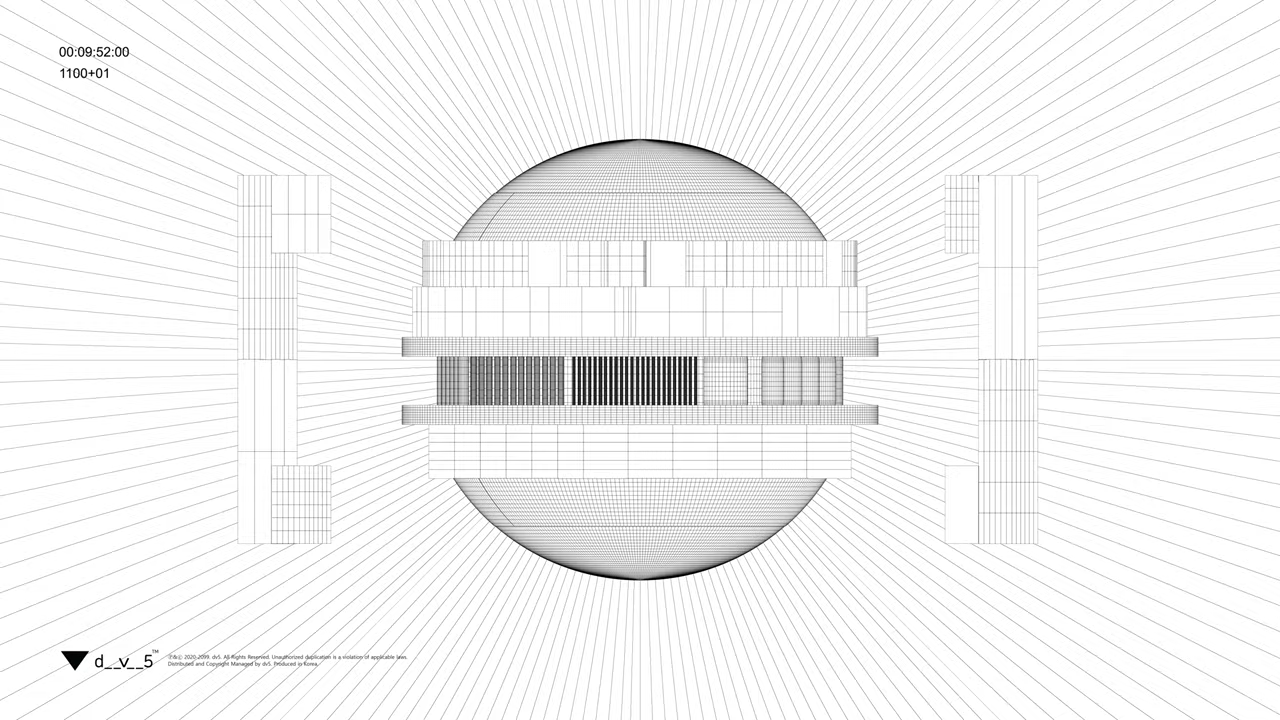 00:09:52:00
1100+01
d__v__5™
℗&ⓒ 2020-2099. dv5. All Rights Reserved. Unauthorized duplication is a violation of applicable laws.
Distributed and Copyright Managed by dv5. Produced in Korea.